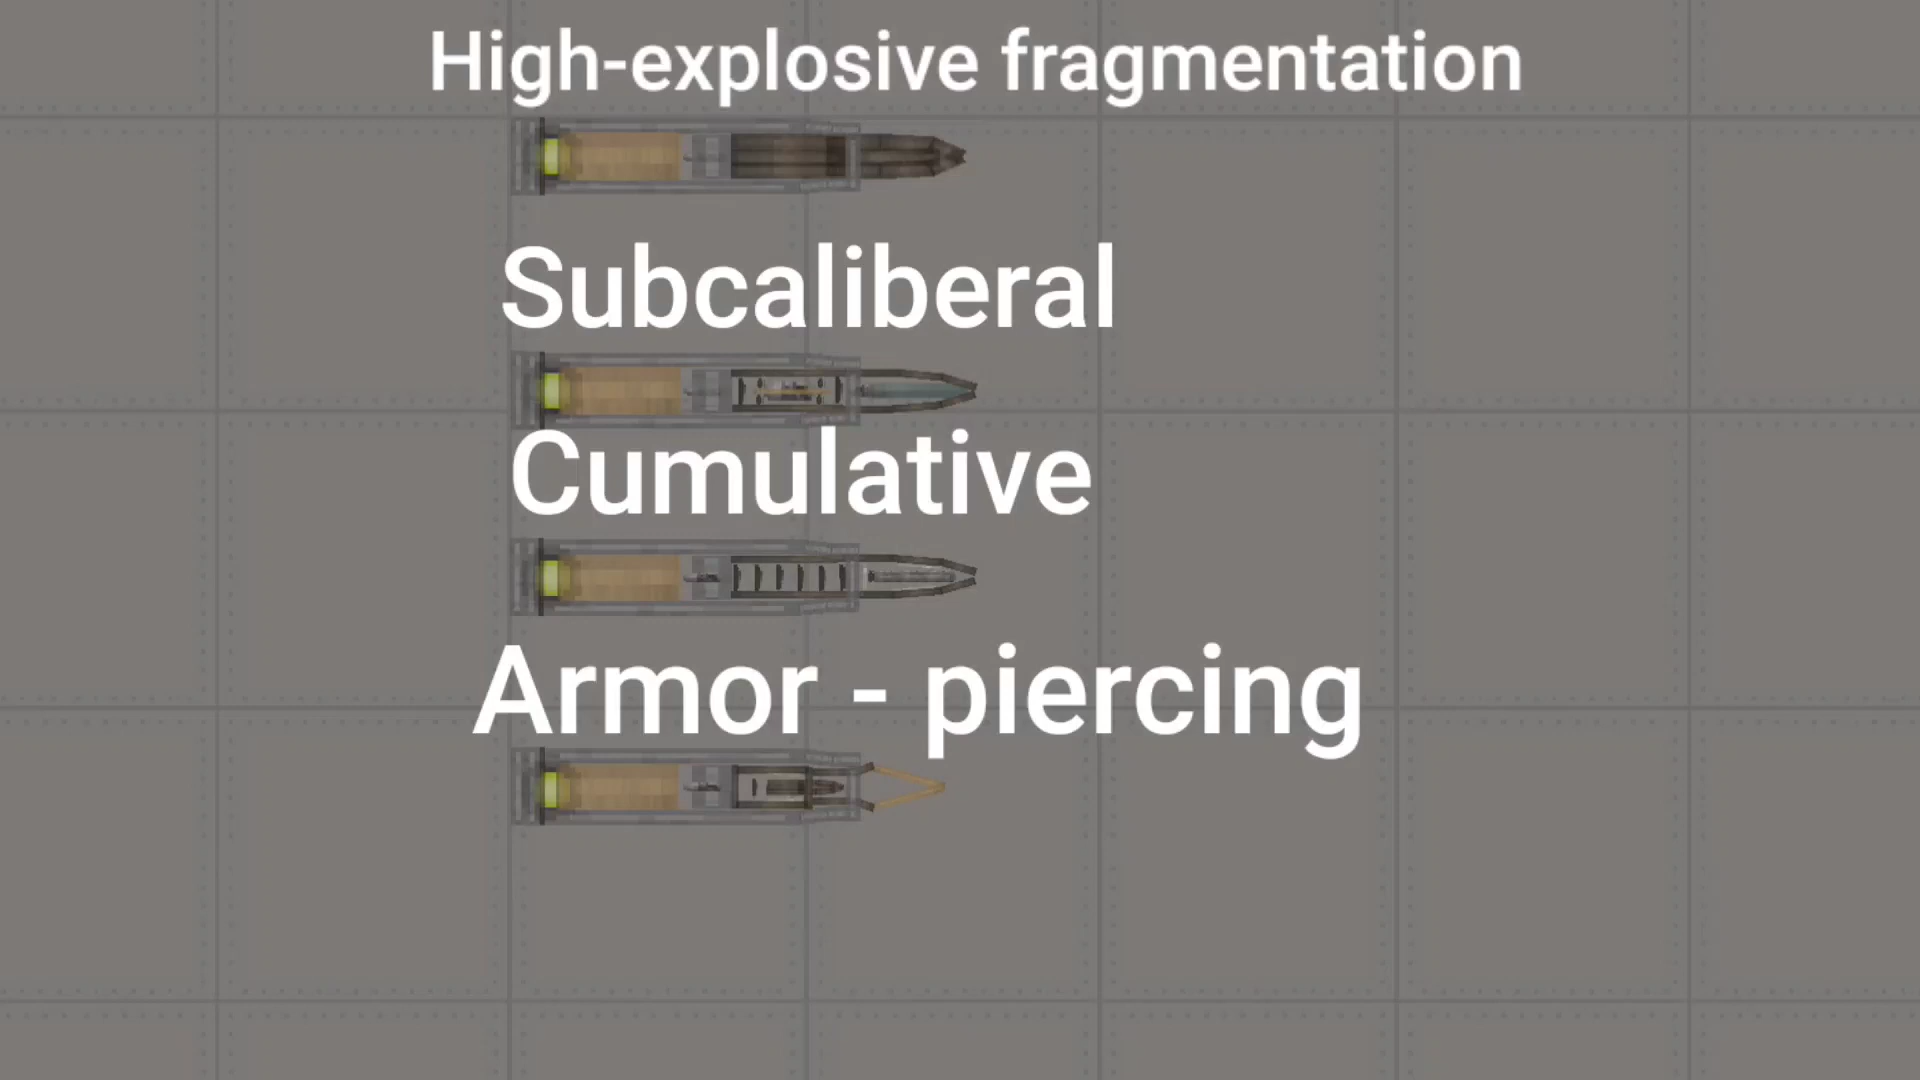 High-explosive fragmentation
Subcaliberal
Cumulative
Armor - piercing